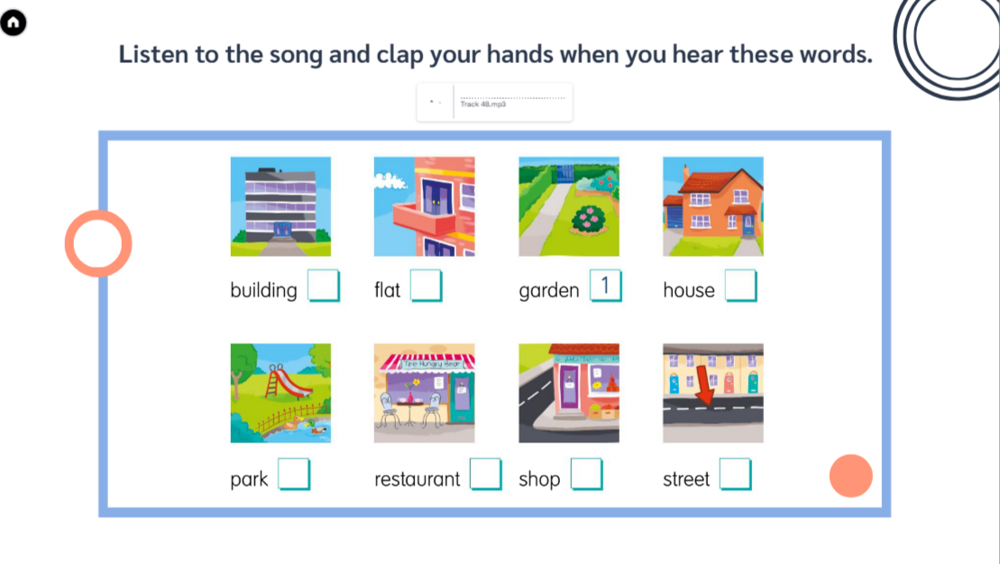 Listen to the song and clap your hands when you hear these words.
Track 48.mp3
building
flat
garden 1
house
The Hungry Bear
park
restaurant
shop
street